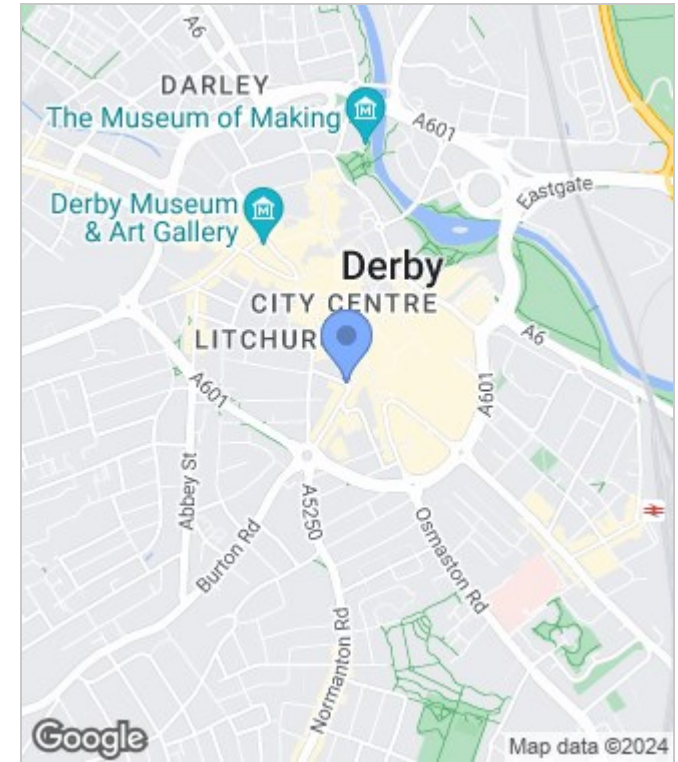 A6
DARLEY
The Museum of Making
A601
Eastgate
Derby Museum
& Art Gallery
Derby
CITY CENTRE
LITCHUR
A6
A601
A601
Abbey St
A5250
Burton Rd
Osmaston Rd
Normanton Rd
Google
Map data ©2024